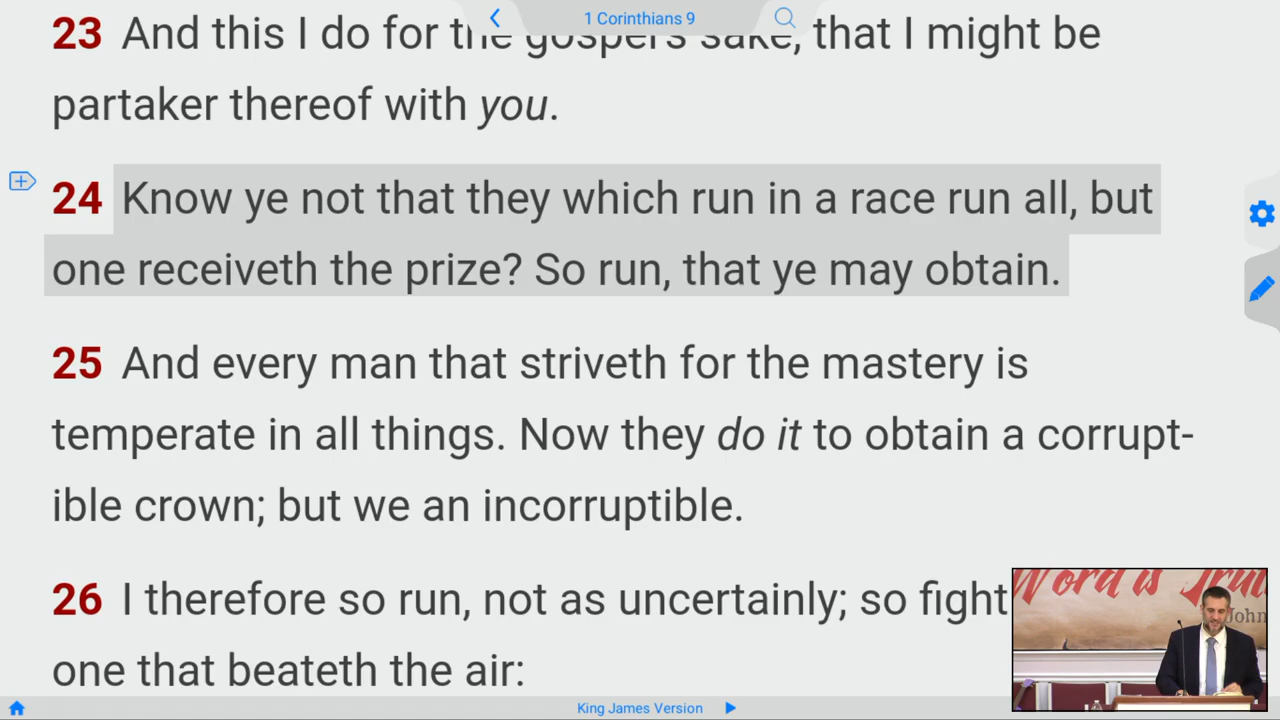 1 Corinthians 9
23 And this I do for the gospel's sake, that I might be
partaker thereof with you.
24 Know ye not that they which run in a race run all, but
one receiveth the prize? So run, that ye may obtain.
25 And every man that striveth for the mastery is
temperate in all things. Now they do it to obtain a corrupt-
ible crown; but we an incorruptible.
26 I therefore so run, not as uncertainly; so fight
one that beateth the air:
Word is Trut
John
King James Version